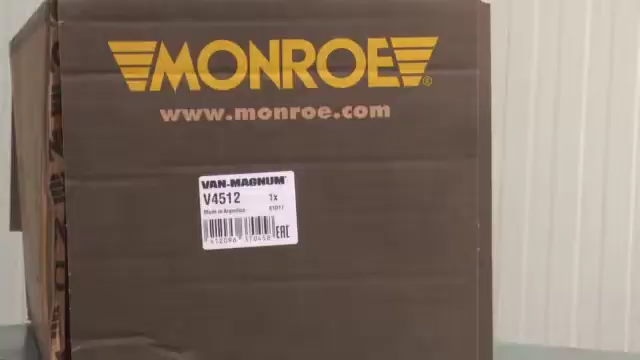 MONROE
www.monroe.com
VAN-MAGNUM
V4512 1x
Made in Argentina
EAC